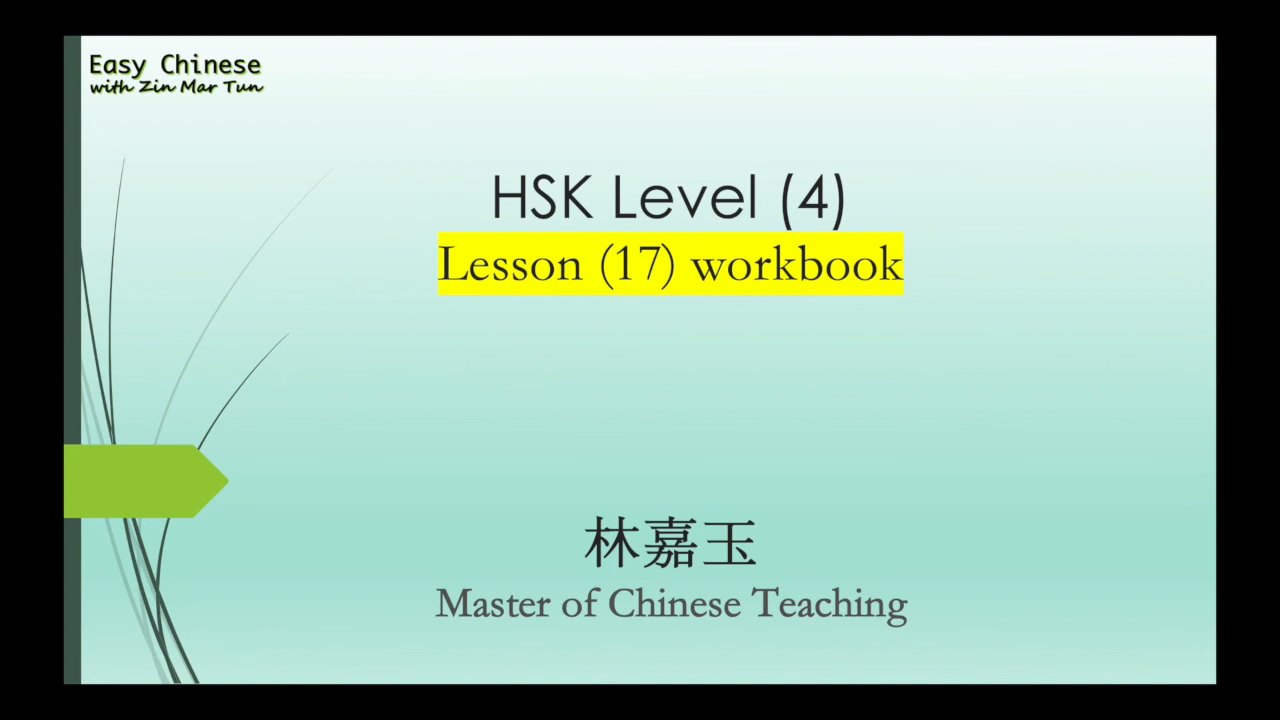 Easy Chinese
with Zin Mar Tun
HSK Level (4)
Lesson (17) workbook
林嘉玉
Master of Chinese Teaching